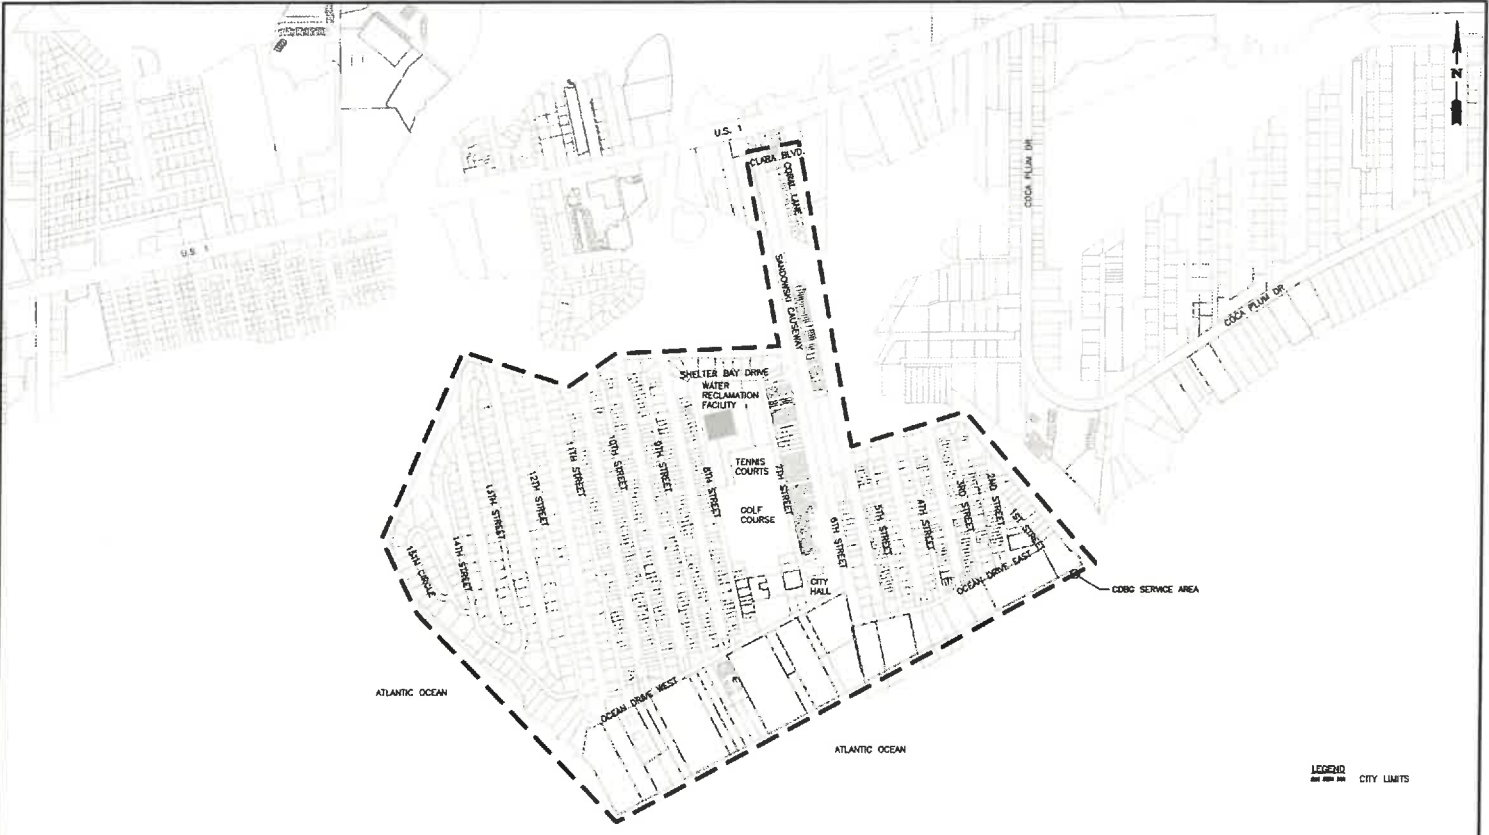 N
U.S. 1
CLARA BLVD.
CORAL LANE
COCA PLUM DR
U.S. 1
SADOWSKI CAUSEWAY
COCA PLUM DR
SHELTER BAY DRIVE
WATER
RECLAMATION
FACILITY
TENNIS
COURTS
GOLF
COURSE
15TH CIRCLE
14TH STREET
13TH STREET
12TH STREET
11TH STREET
10TH STREET
9TH STREET
8TH STREET
7TH STREET
6TH STREET
5TH STREET
4TH STREET
3RD STREET
2ND STREET
1ST STREET
CITY
HALL
OCEAN DRIVE EAST
CDBG SERVICE AREA
OCEAN DRIVE WEST
ATLANTIC OCEAN
ATLANTIC OCEAN
LEGEND
CITY LIMITS